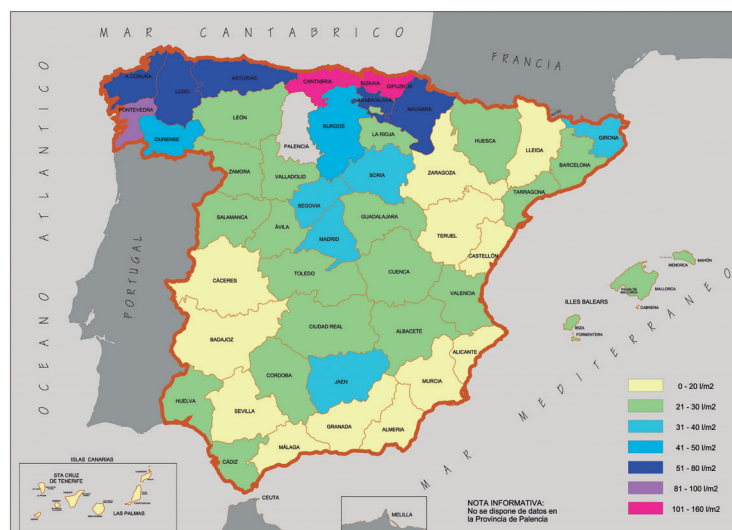 MAR CANTABRICO
FRANCIA
OCEANO ATLANTICO
PORTUGAL
MAR MEDITERRANEO
A CORUÑA
LUGO
ASTURIAS
CANTABRIA
BIZKAIA
GIPUZKOA
NAVARRA
PONTEVEDRA
OURENSE
LEÓN
PALENCIA
BURGOS
LA RIOJA
HUESCA
LLEIDA
GIRONA
BARCELONA
ZAMORA
VALLADOLID
SORIA
ZARAGOZA
TARRAGONA
SEGOVIA
SALAMANCA
ÁVILA
GUADALAJARA
MADRID
TERUEL
CASTELLÓN
CÁCERES
TOLEDO
CUENCA
VALENCIA
BADAJOZ
CIUDAD REAL
ALBACETE
ALICANTE
CORDOBA
JAEN
MURCIA
HUELVA
SEVILLA
GRANADA
ALMERIA
MÁLAGA
CÁDIZ
CEUTA
MELILLA
MAHÓN
MENORCA
PALMA DE
MALLORCA
MALLORCA
CABRERA
ILLES BALEARS
IBIZA
FORMENTERA
ISLAS CANARIAS
STA CRUZ
DE TENERIFE
LAS PALMAS
0 - 20 l/m2
21 - 30 l/m2
31 - 40 l/m2
41 - 50 l/m2
51 - 80 l/m2
81 - 100 l/m2
101 - 160 l/m2
NOTA INFORMATIVA:
No se dispone de datos en
la Provincia de Palencia